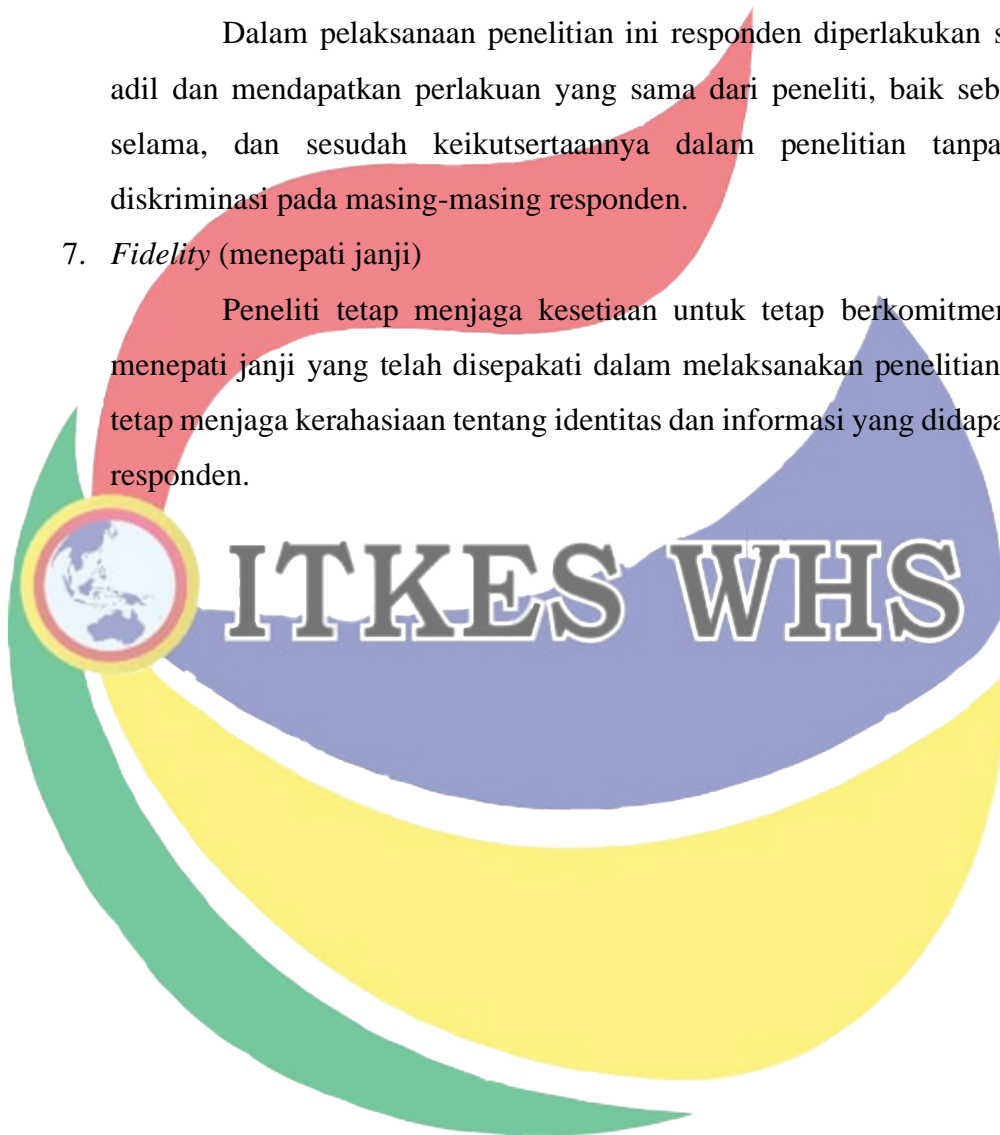 Dalam pelaksanaan penelitian ini responden diperlakukan s
adil dan mendapatkan perlakuan yang sama dari peneliti, baik seb
selama, dan sesudah keikutsertaannya dalam penelitian tanpa
diskriminasi pada masing-masing responden.
7. Fidelity (menepati janji)
Peneliti tetap menjaga kesetiaan untuk tetap berkomitmen
menepati janji yang telah disepakati dalam melaksanakan penelitian
tetap menjaga kerahasiaan tentang identitas dan informasi yang didapa
responden.
ITKES WHS